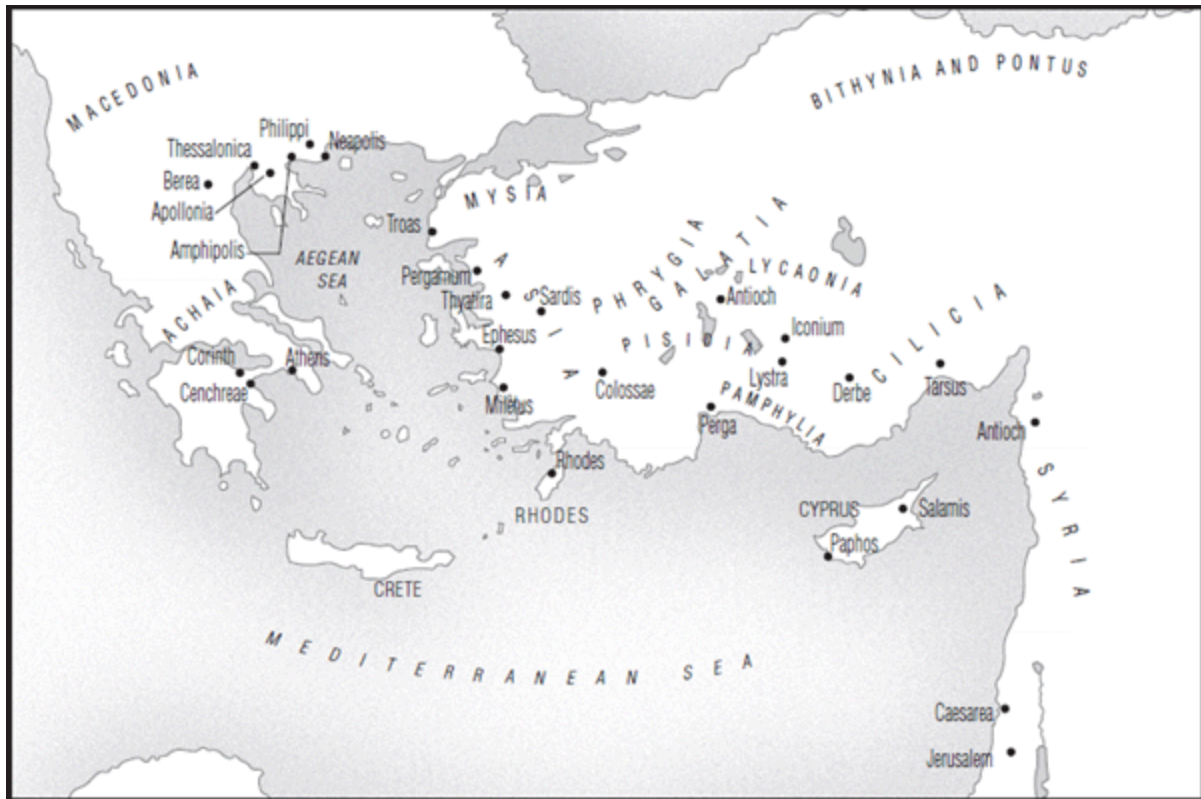 MACEDONIA
BITHYNIA AND PONTUS
Philippi
Neapolis
Thessalonica
Berea
Apollonia
Amphipolis
MYSIA
Troas
AEGEAN
SEA
ASIA
Pergamum
Thyatira
Sardis
PHRYGIA
GALATIA
LYCAONIA
Antioch
ACHAIA
Ephesus
PISIDIA
Iconium
CILICIA
Corinth
Athens
Cenchreae
Miletus
Colossae
Lystra
Derbe
Tarsus
PAMPHYLIA
Perga
Antioch
Rhodes
RHODES
SYRIA
CYPRUS
Salamis
Paphos
CRETE
MEDITERRANEAN SEA
Caesarea
Jerusalem